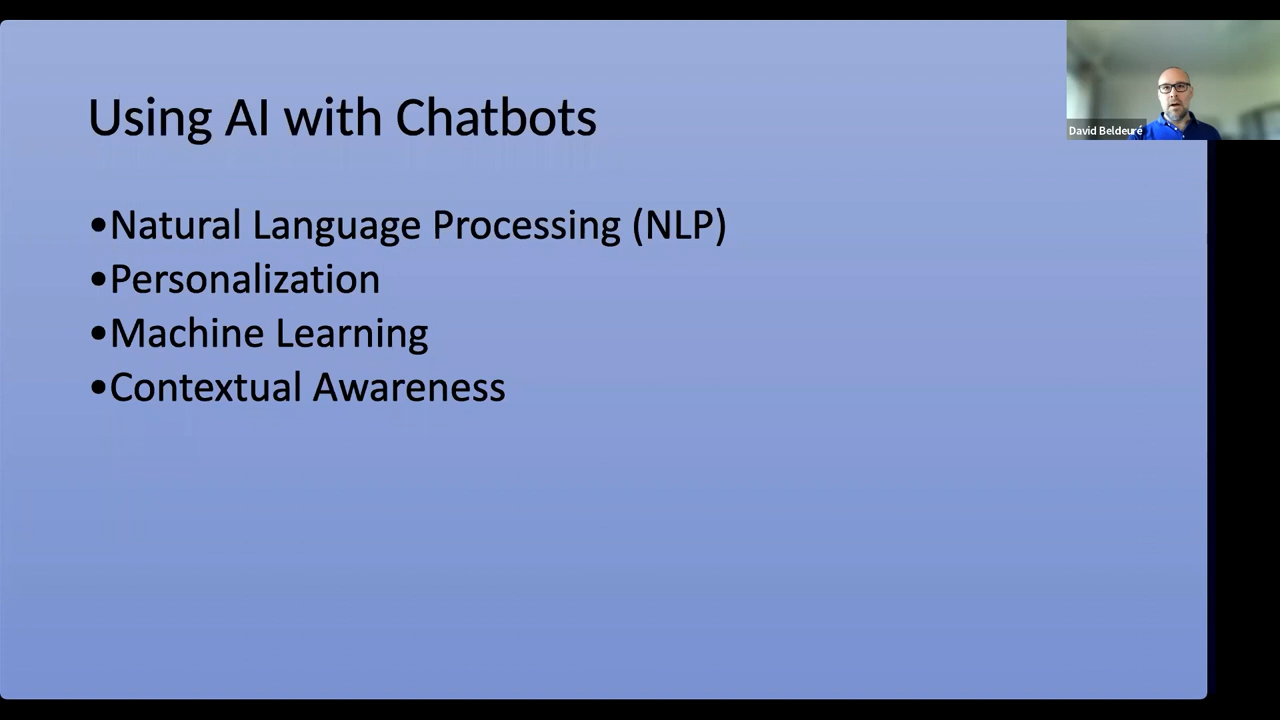 Using AI with Chatbots
•Natural Language Processing (NLP)
•Personalization
•Machine Learning
•Contextual Awareness
David Beldeuré